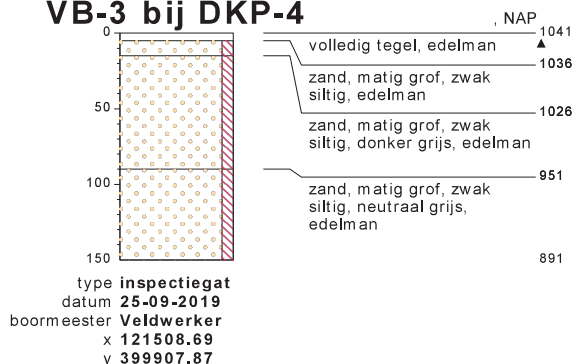 VB-3 bij DKP-4
, NAP
0
1041
volledig tegel, edelman
1036
zand, matig grof, zwak
siltig, edelman
50
1026
zand, matig grof, zwak
siltig, donker grijs, edelman
100
951
zand, matig grof, zwak
siltig, neutraal grijs,
edelman
150
891
type inspectiegat
datum 25-09-2019
boormeester Veldwerker
x 121508.69
y 399907.87